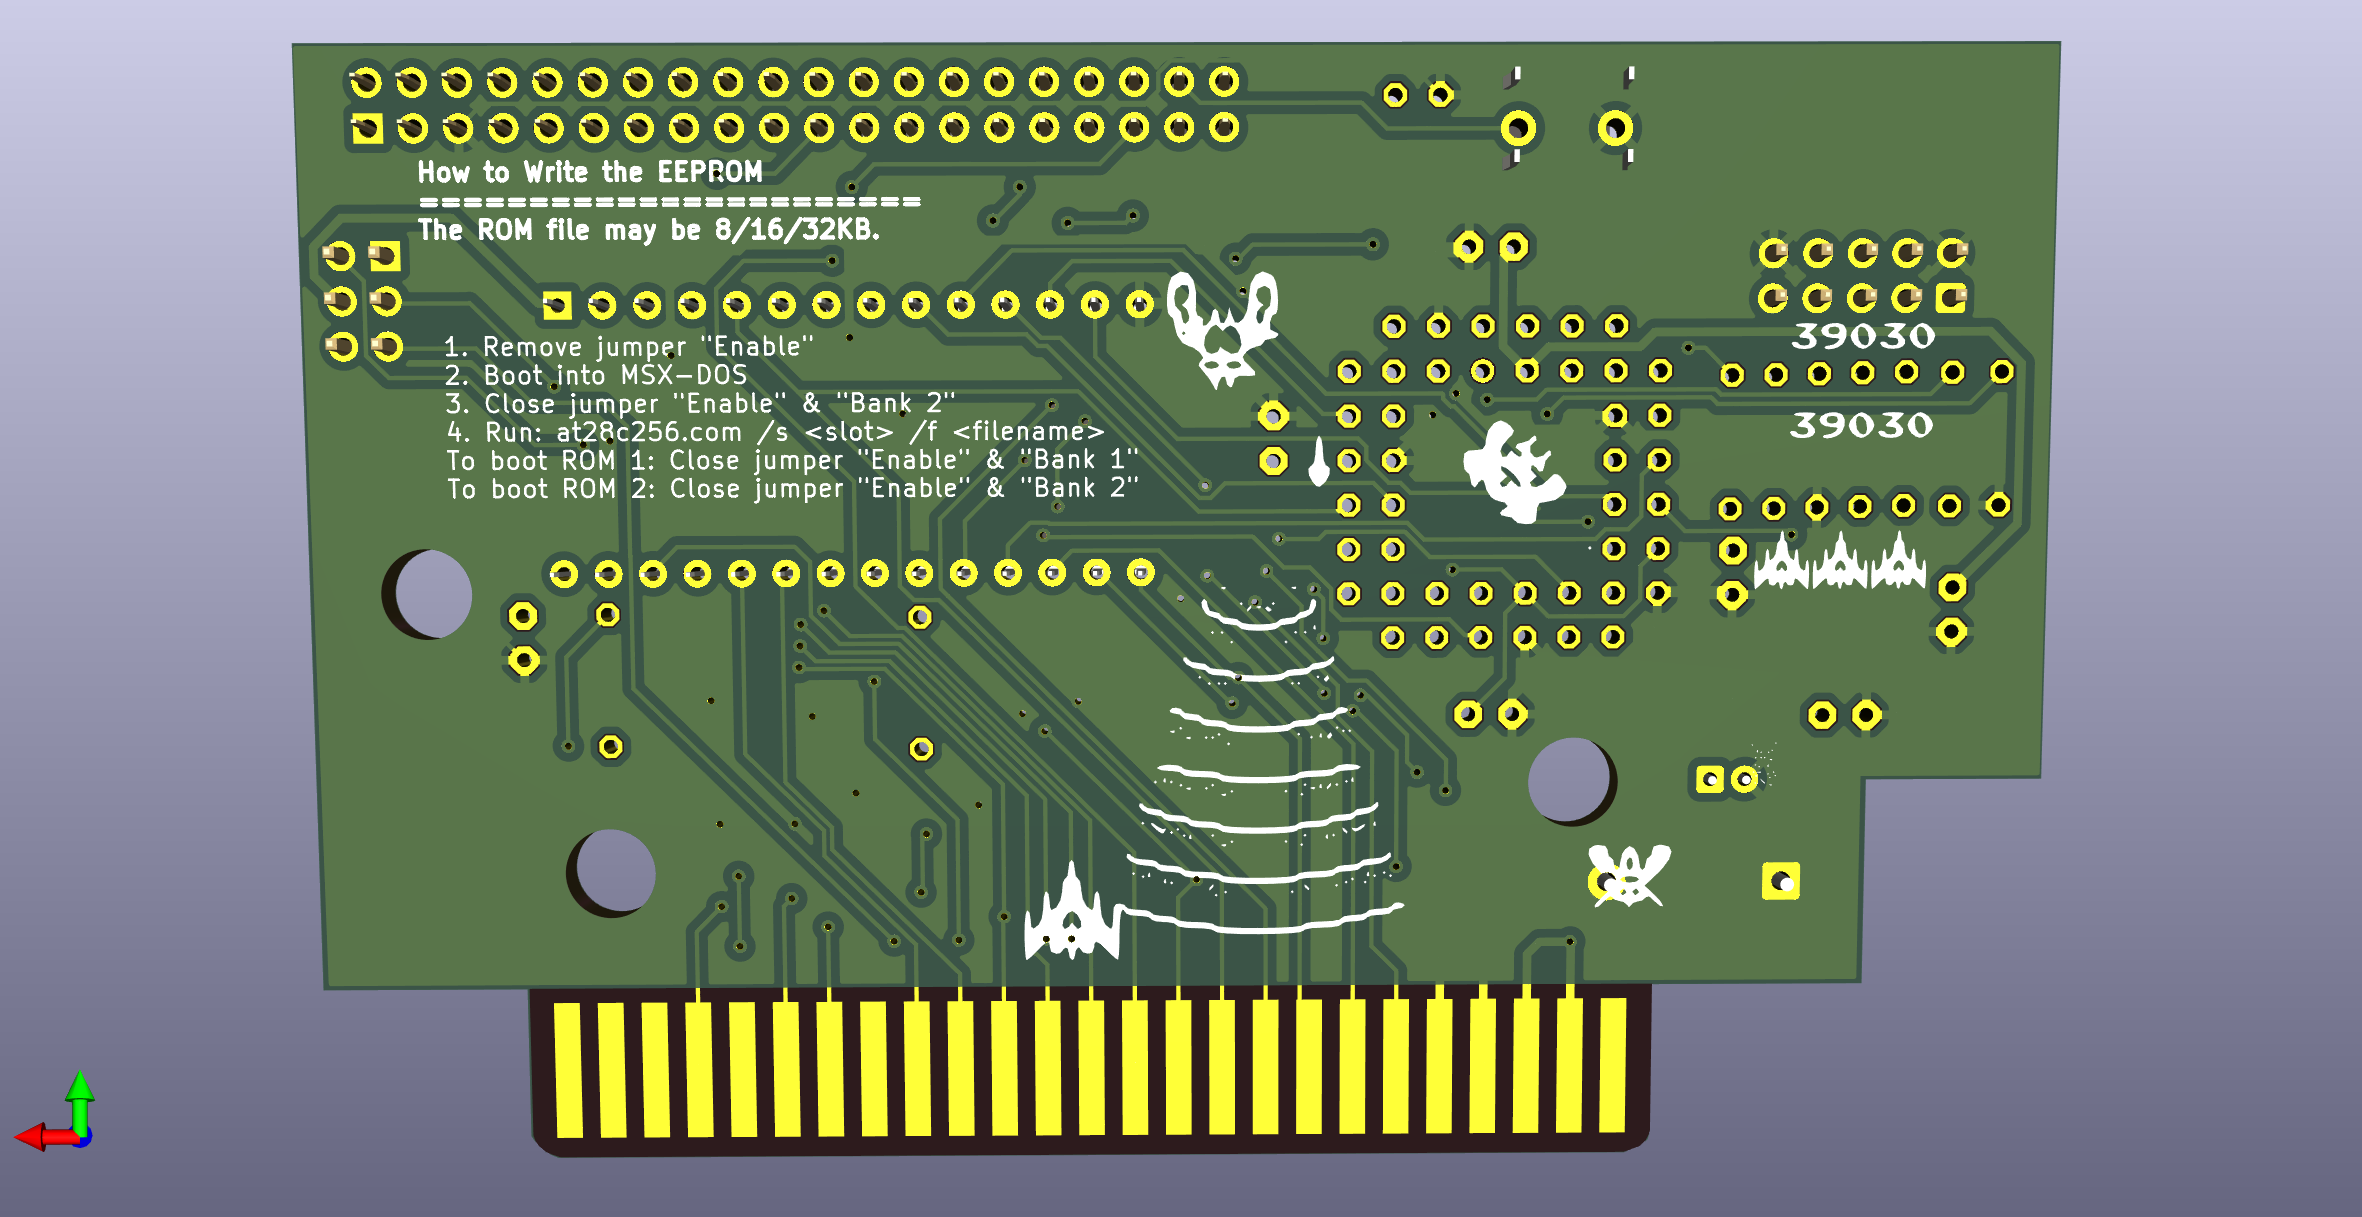 How to Write the EEPROM
=======================
The ROM file may be 8/16/32KB.
1. Remove jumper "Enable"
2. Boot into MSX-DOS
3. Close jumper "Enable" & "Bank 2"
4. Run: at28c256.com /s <slot> /f <filename>
To boot ROM 1: Close jumper "Enable" & "Bank 1"
To boot ROM 2: Close jumper "Enable" & "Bank 2"
39030
39030